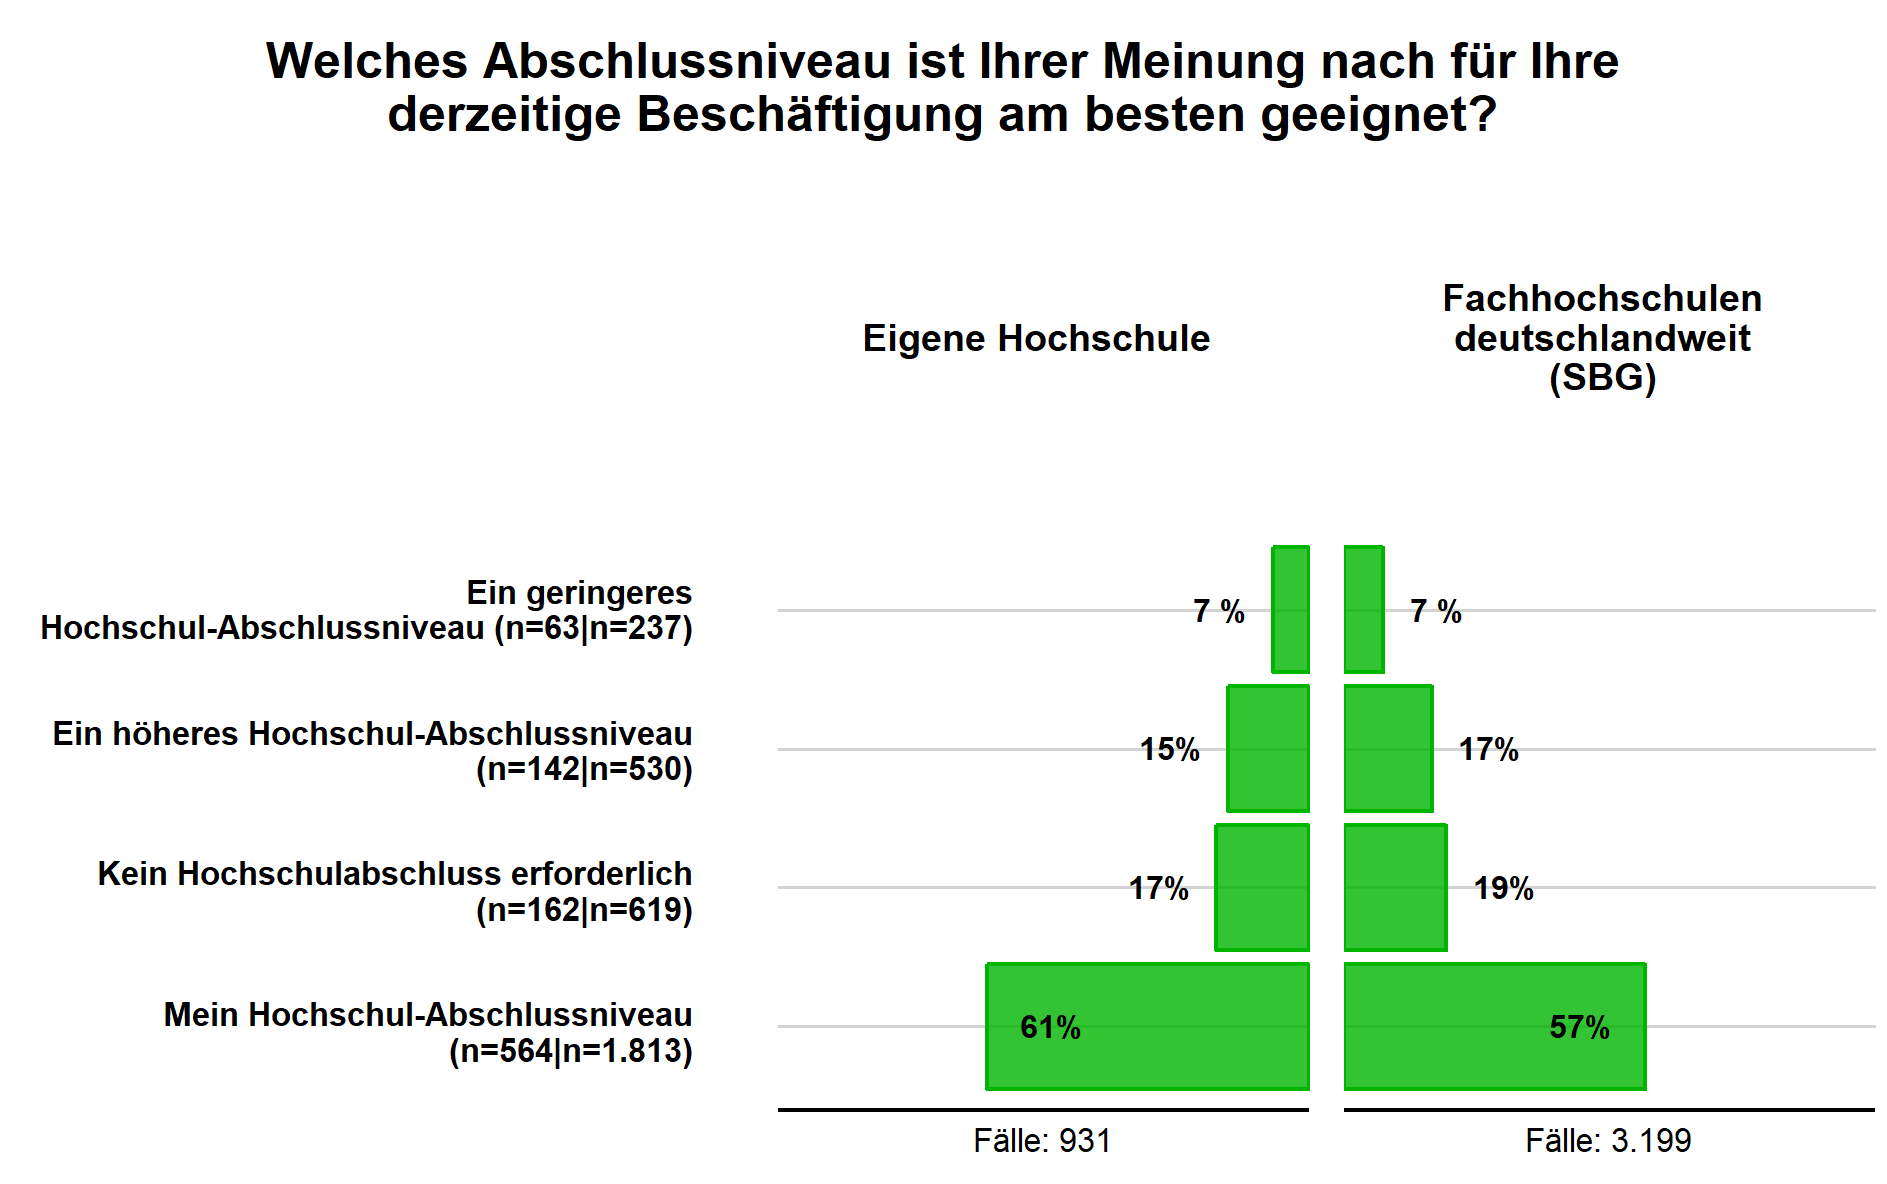 Welches Abschlussniveau ist Ihrer Meinung nach für Ihre
derzeitige Beschäftigung am besten geeignet?
Eigene Hochschule
Fachhochschulen
deutschlandweit
(SBG)
Ein geringeres
Hochschul-Abschlussniveau (n=63|n=237)
7 %
7 %
Ein höheres Hochschul-Abschlussniveau
(n=142|n=530)
15%
17%
Kein Hochschulabschluss erforderlich
(n=162|n=619)
17%
19%
Mein Hochschul-Abschlussniveau
(n=564|n=1.813)
61%
57%
Fälle: 931
Fälle: 3.199